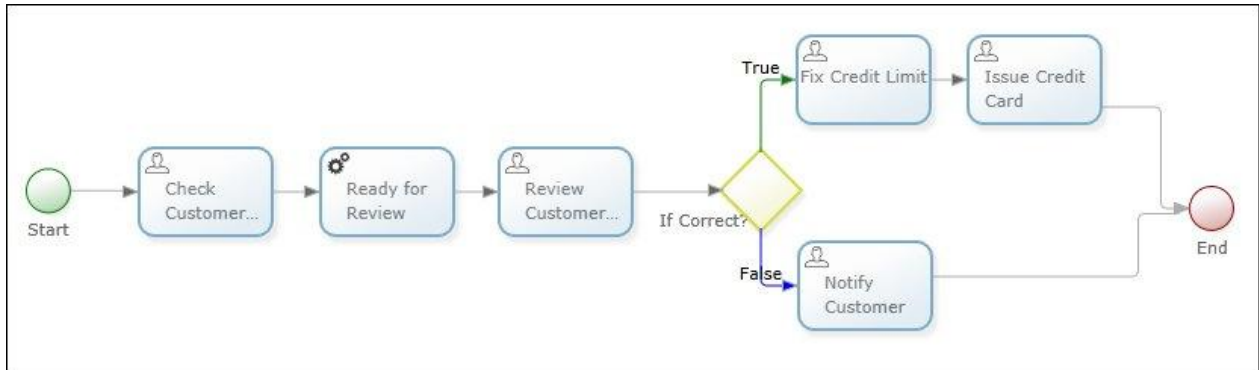 Start
Check
Customer...
Ready for
Review
Review
Customer...
If Correct?
True
Fix Credit Limit
Issue Credit
Card
False
Notify
Customer
End